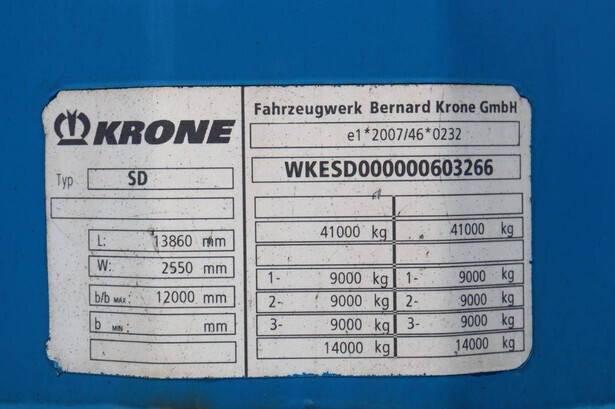 KRONE
Typ SD
L: 13860 mm
W: 2550 mm
b/b MAX: 12000 mm
b MIN: mm
Fahrzeugwerk Bernard Krone GmbH
e1*2007/46*0232
WKESD000000603266
41000 kg 41000 kg
1- 9000 kg 1- 9000 kg
2- 9000 kg 2- 9000 kg
3- 9000 kg 3- 9000 kg
14000 kg 14000 kg